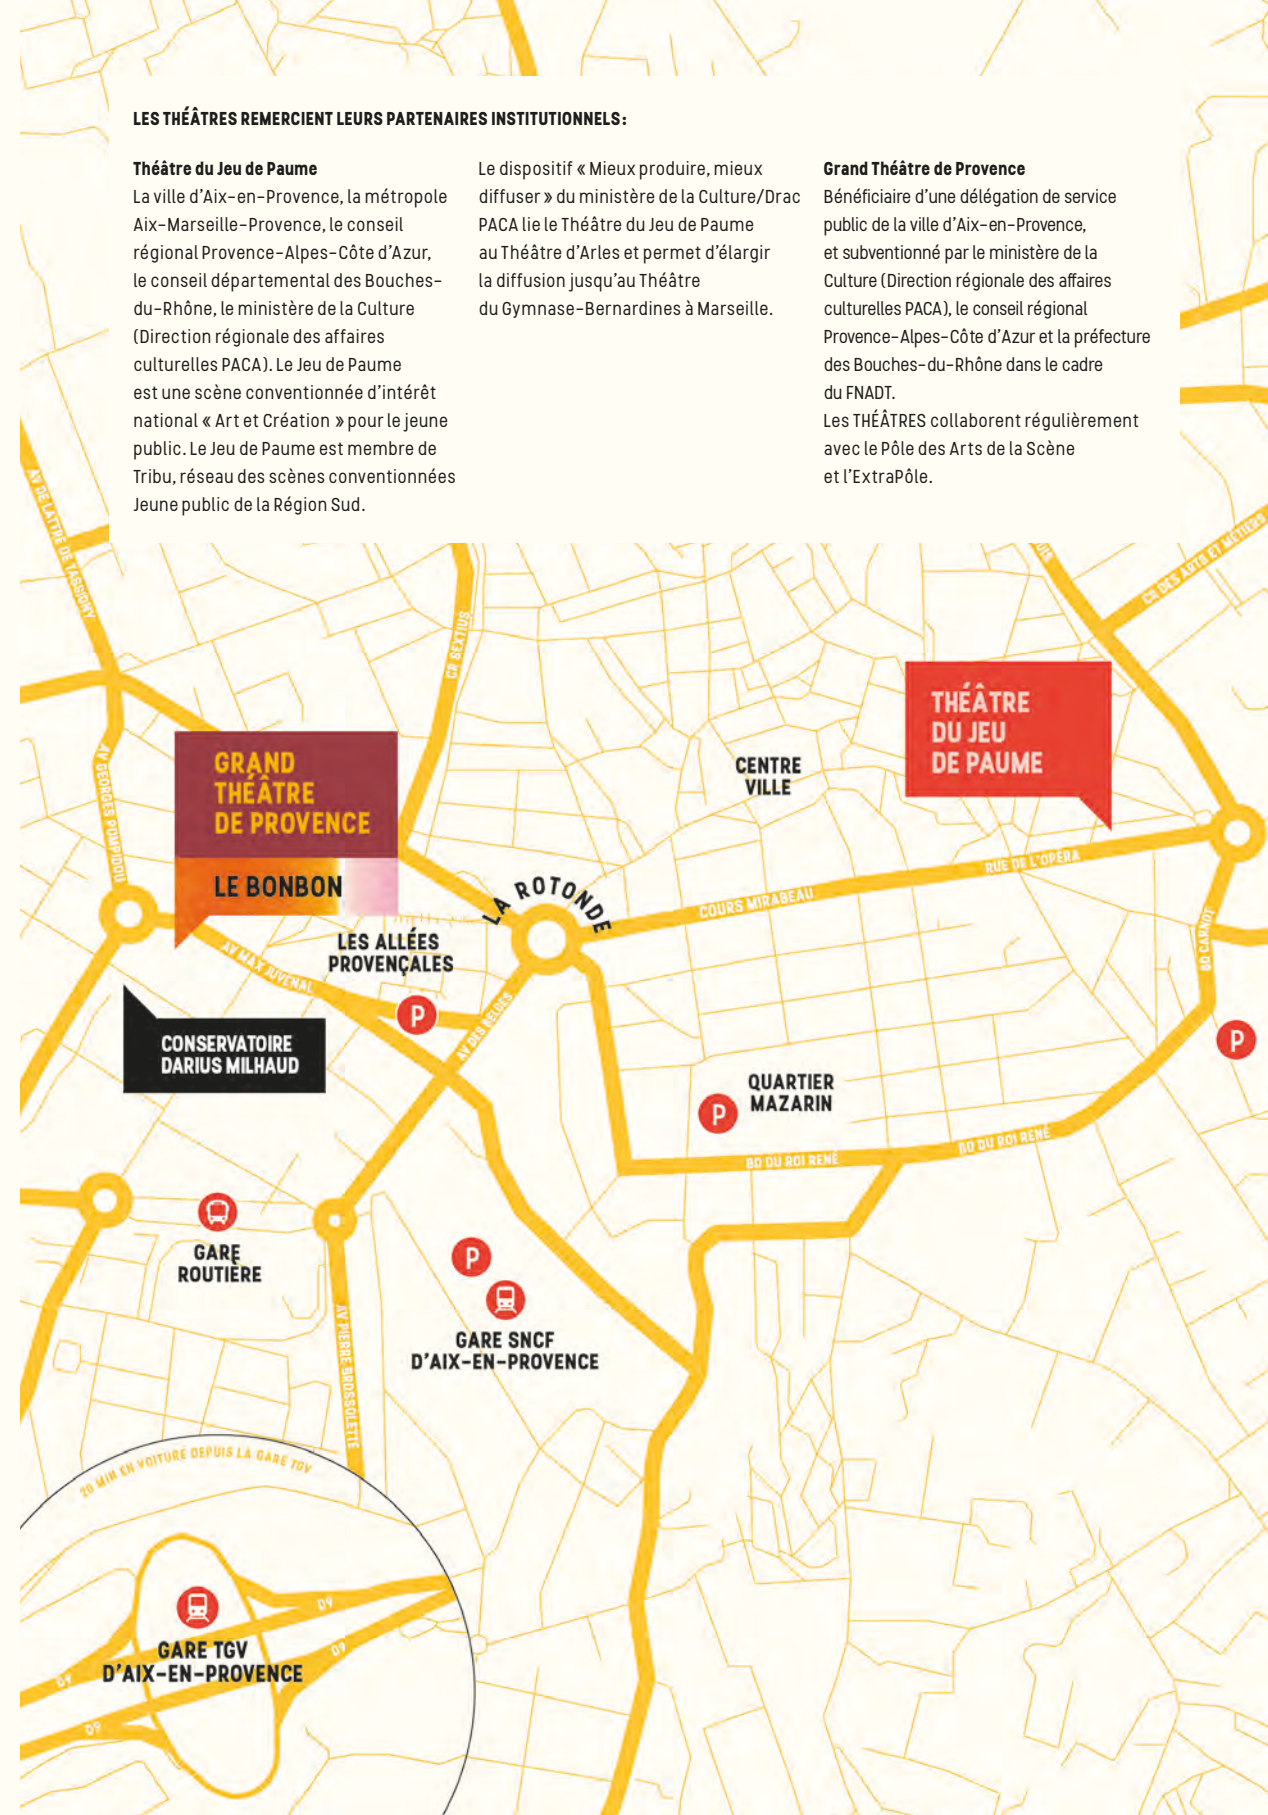 LES THÉÂTRES REMERCIENT LEURS PARTENAIRES INSTITUTIONNELS :
Théâtre du Jeu de Paume
La ville d’Aix-en-Provence, la métropole
Aix-Marseille-Provence, le conseil
régional Provence-Alpes-Côte d’Azur,
le conseil départemental des Bouches-
du-Rhône, le ministère de la Culture
(Direction régionale des affaires
culturelles PACA). Le Jeu de Paume
est une scène conventionnée d’intérêt
national « Art et Création » pour le jeune
public. Le Jeu de Paume est membre de
Tribu, réseau des scènes conventionnées
Jeune public de la Région Sud.
Le dispositif « Mieux produire, mieux
diffuser » du ministère de la Culture/Drac
PACA lie le Théâtre du Jeu de Paume
au Théâtre d’Arles et permet d’élargir
la diffusion jusqu’au Théâtre
du Gymnase-Bernardines à Marseille.
Grand Théâtre de Provence
Bénéficiaire d’une délégation de service
public de la ville d’Aix-en-Provence,
et subventionné par le ministère de la
Culture (Direction régionale des affaires
culturelles PACA), le conseil régional
Provence-Alpes-Côte d’Azur et la préfecture
des Bouches-du-Rhône dans le cadre
du FNADT.
Les THÉÂTRES collaborent régulièrement
avec le Pôle des Arts de la Scène
et l’ExtraPôle.
AV DE LATTRE DE TASSIGNY
CR DES ARTS ET MÉTIERS
CR SEXTIUS
THÉÂTRE
DU JEU
DE PAUME
AV GEORGES POMPIDOU
GRAND
THÉÂTRE
DE PROVENCE
LE BONBON
CENTRE
VILLE
RUE DE L'OPÉRA
COURS MIRABEAU
LA ROTONDE
LES ALLÉES
PROVENÇALES
AV MAX JUVENAL
BD CARNOT
P
AV DES BELGES
P
CONSERVATOIRE
DARIUS MILHAUD
QUARTIER
MAZARIN
P
BD DU ROI RENÉ
BD DU ROI RENÉ
GARE
ROUTIÈRE
P
GARE SNCF
D’AIX-EN-PROVENCE
AV PIERRE BROSSOLETTE
20 MIN EN VOITURE DEPUIS LA GARE TGV
D9
GARE TGV
D’AIX-EN-PROVENCE
D9
D9
D9